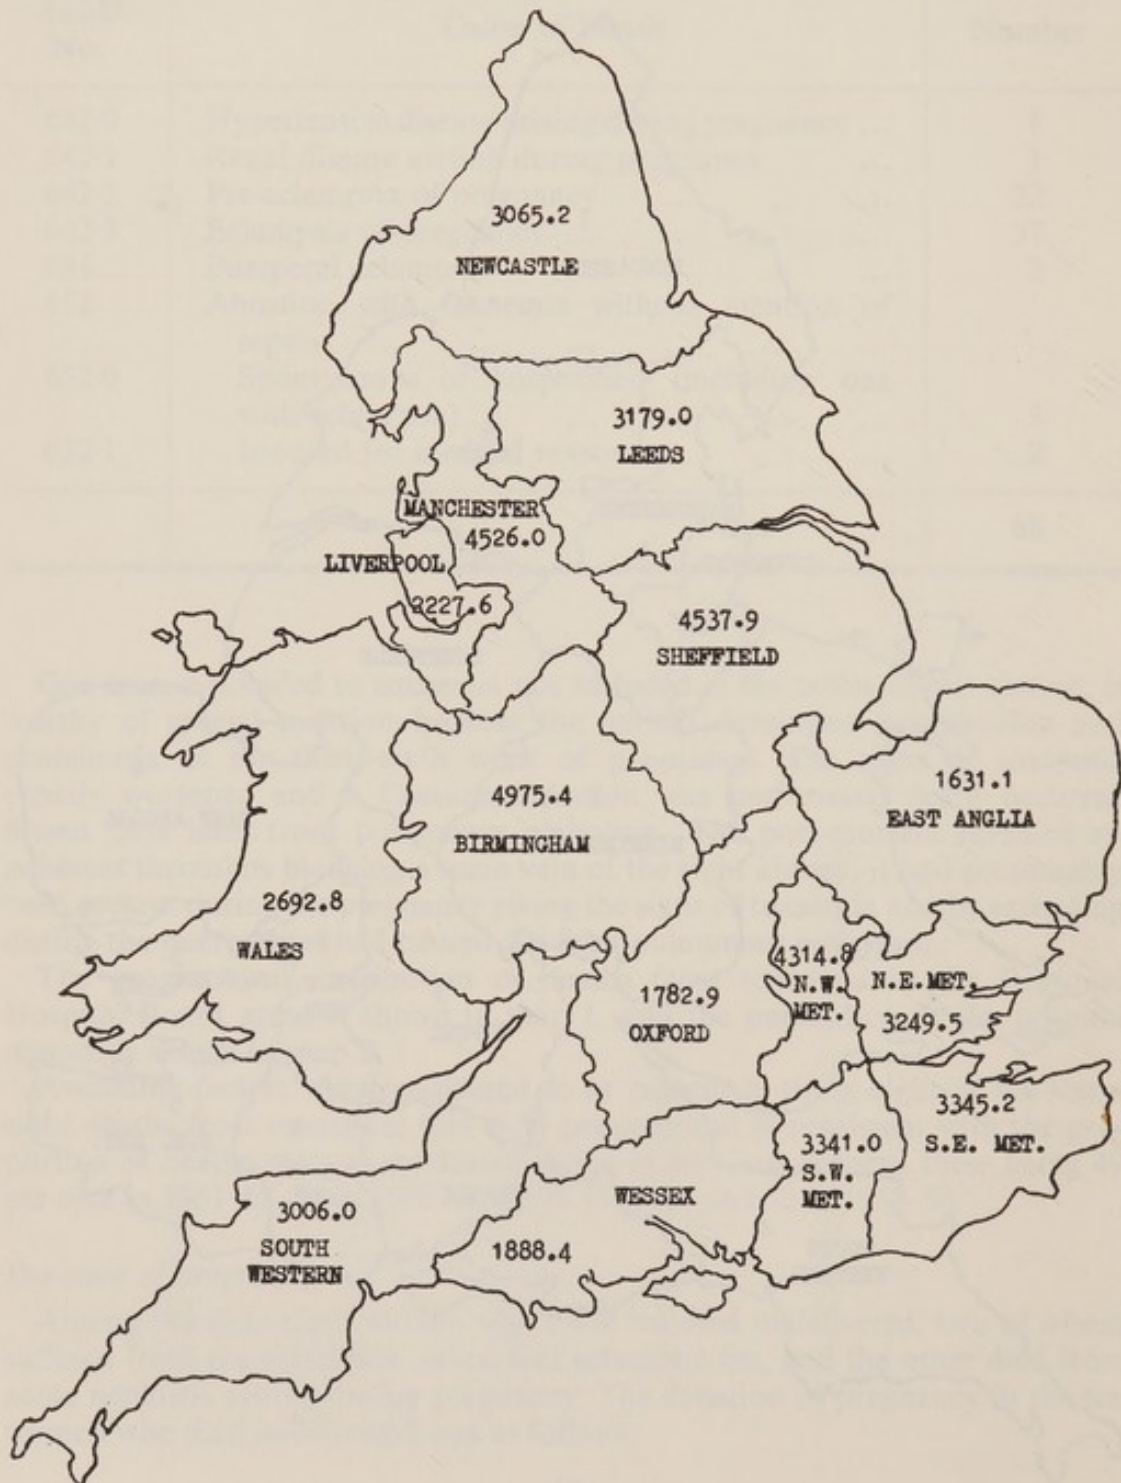 3065.2
NEWCASTLE
3179.0
LEEDS
MANCHESTER
4526.0
LIVERPOOL
2227.6
4537.9
SHEFFIELD
1631.1
EAST ANGLIA
4975.4
BIRMINGHAM
2692.8
WALES
4314.8
N.W.
MET.
N.E.MET.
3249.5
1782.9
OXFORD
3345.2
S.E. MET.
3341.0
S.W.
MET.
WESSEX
1888.4
3006.0
SOUTH
WESTERN